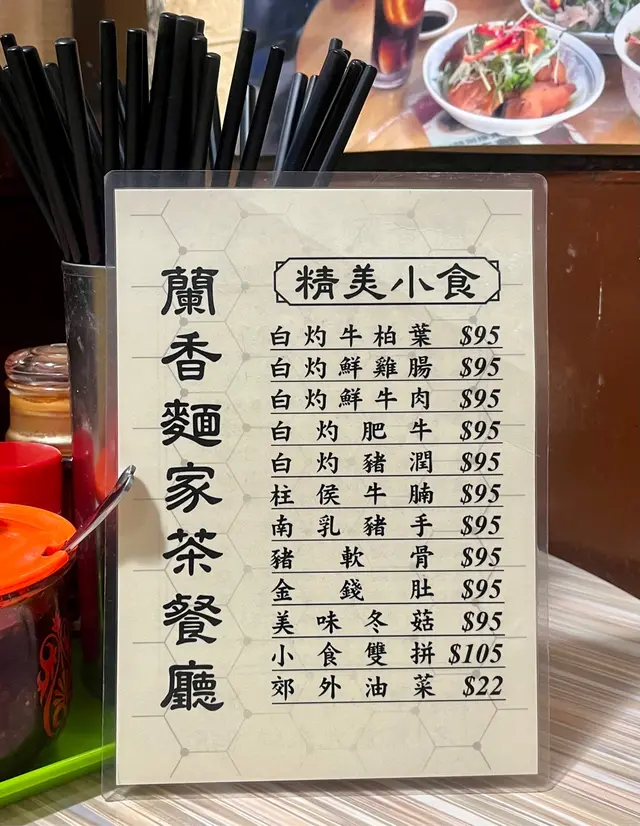 蘭香麵家茶餐廳
精美小食
白灼牛柏葉 $95
白灼鮮雞腸 $95
白灼鮮牛肉 $95
白灼肥牛 $95
白灼豬潤 $95
柱侯牛腩 $95
南乳豬手 $95
豬軟骨 $95
金錢肚 $95
美味冬菇 $95
小食雙拼 $105
郊外油菜 $22